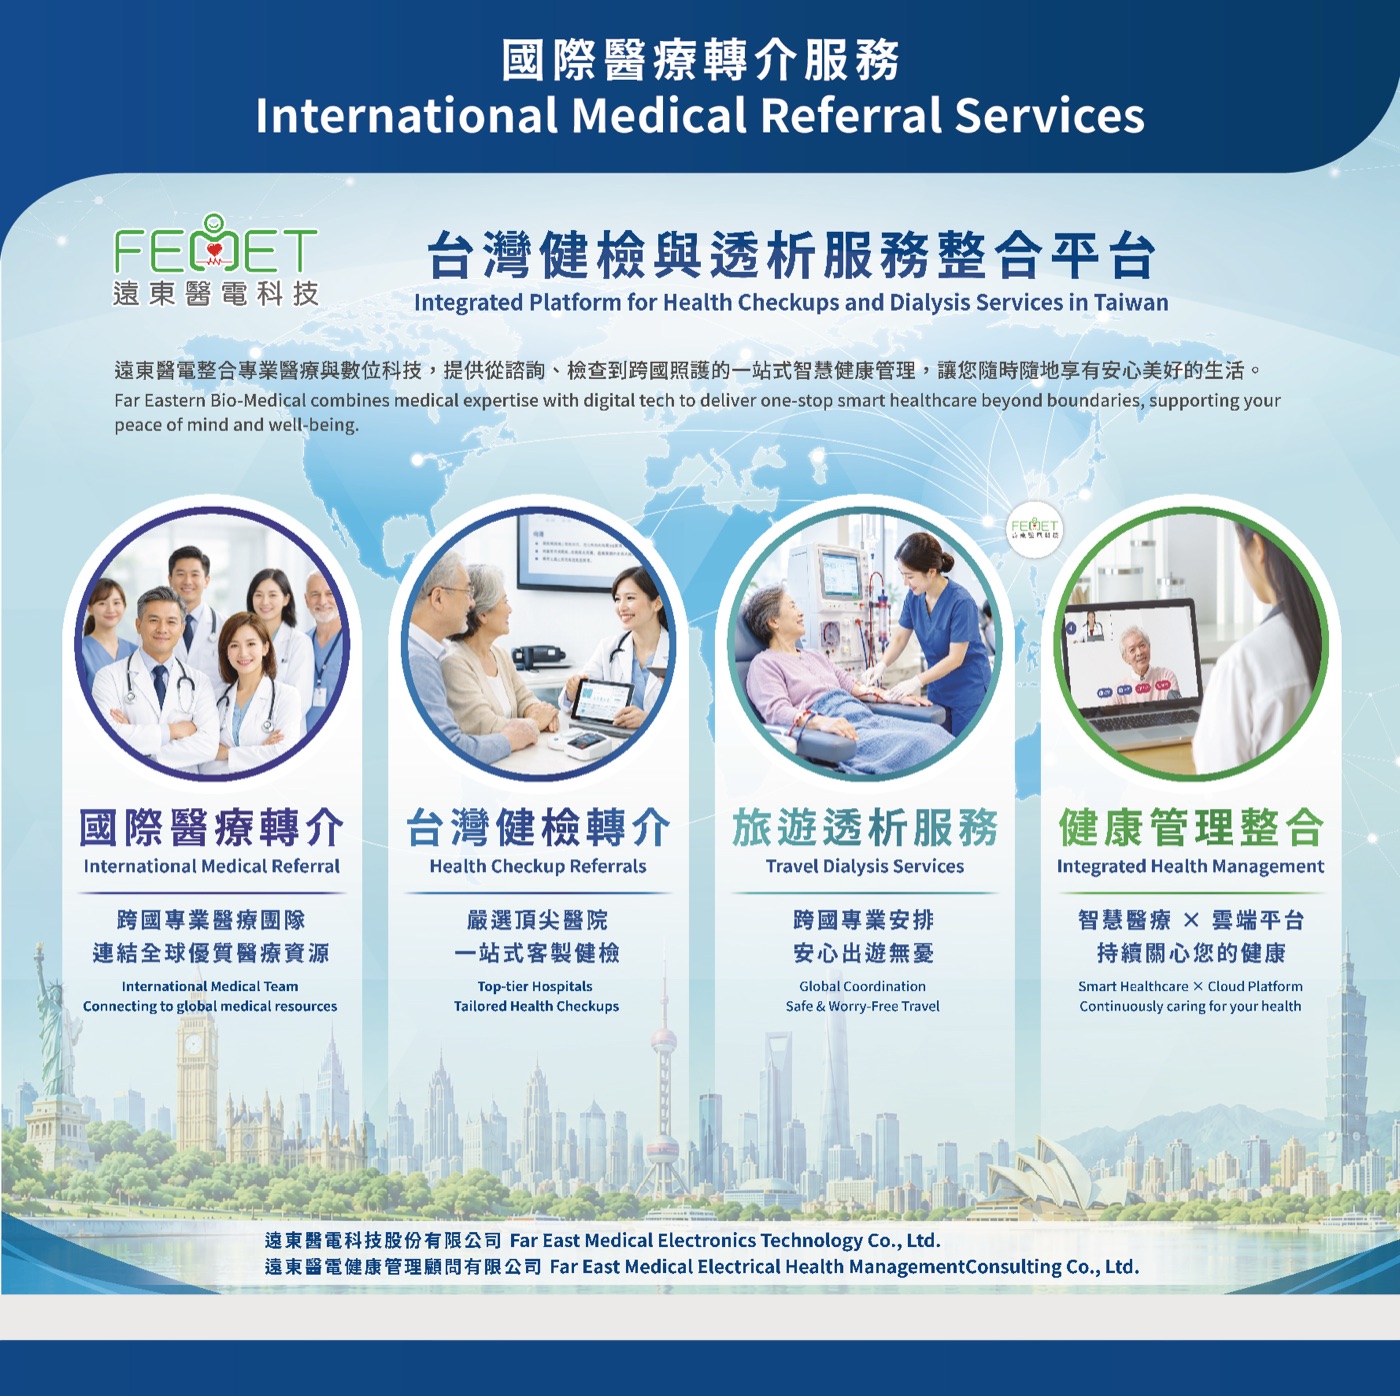 國際醫療轉介服務
International Medical Referral Services
FEMET
遠東醫電科技
台灣健檢與透析服務整合平台
Integrated Platform for Health Checkups and Dialysis Services in Taiwan
遠東醫電整合專業醫療與數位科技，提供從諮詢、檢查到跨國照護的一站式智慧健康管理，讓您隨時隨地享有安心美好的生活。
Far Eastern Bio-Medical combines medical expertise with digital tech to deliver one-stop smart healthcare beyond boundaries, supporting your
peace of mind and well-being.
FEMET
遠東醫電科技
國際醫療轉介
International Medical Referral
跨國專業醫療團隊
連結全球優質醫療資源
International Medical Team
Connecting to global medical resources
台灣健檢轉介
Health Checkup Referrals
嚴選頂尖醫院
一站式客製健檢
Top-tier Hospitals
Tailored Health Checkups
旅遊透析服務
Travel Dialysis Services
跨國專業安排
安心出遊無憂
Global Coordination
Safe & Worry-Free Travel
健康管理整合
Integrated Health Management
智慧醫療 × 雲端平台
持續關心您的健康
Smart Healthcare × Cloud Platform
Continuously caring for your health
遠東醫電科技股份有限公司 Far East Medical Electronics Technology Co., Ltd.
遠東醫電健康管理顧問有限公司 Far East Medical Electrical Health ManagementConsulting Co., Ltd.